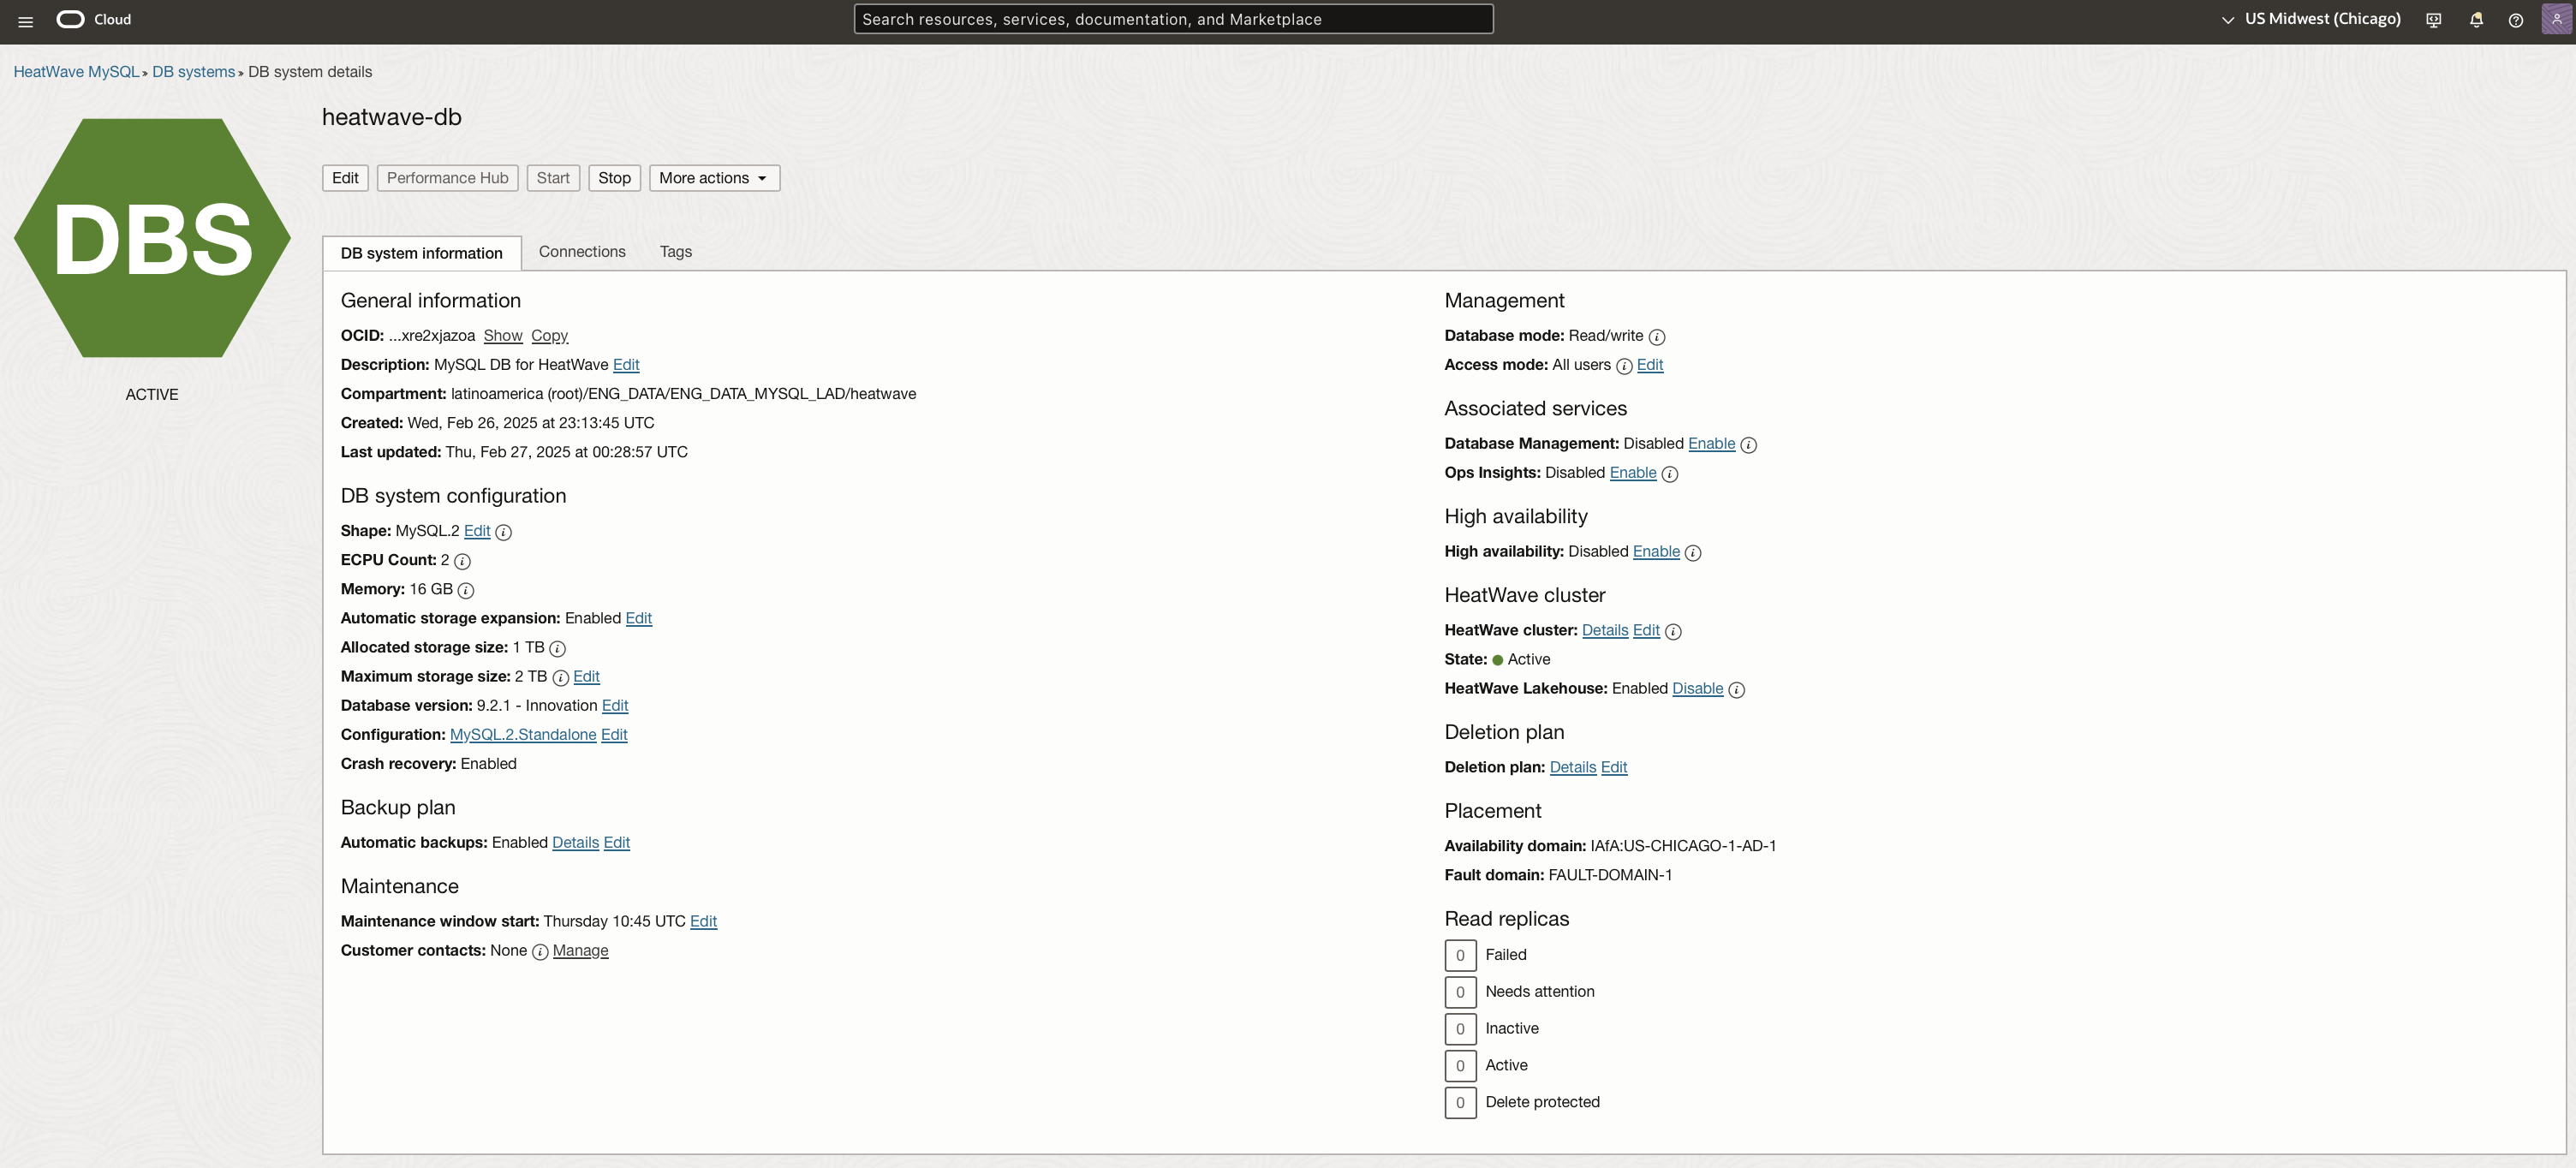 Cloud
Search resources, services, documentation, and Marketplace
US Midwest (Chicago)
HeatWave MySQL » DB systems » DB system details
DBS
ACTIVE
heatwave-db
Edit Performance Hub Start Stop More actions
DB system information Connections Tags
General information
OCID: ...xre2xjazoa Show Copy
Description: MySQL DB for HeatWave Edit
Compartment: latinoamerica (root)/ENG_DATA/ENG_DATA_MYSQL_LAD/heatwave
Created: Wed, Feb 26, 2025 at 23:13:45 UTC
Last updated: Thu, Feb 27, 2025 at 00:28:57 UTC
DB system configuration
Shape: MySQL.2 Edit
ECPU Count: 2
Memory: 16 GB
Automatic storage expansion: Enabled Edit
Allocated storage size: 1 TB
Maximum storage size: 2 TB Edit
Database version: 9.2.1 - Innovation Edit
Configuration: MySQL.2.Standalone Edit
Crash recovery: Enabled
Backup plan
Automatic backups: Enabled Details Edit
Maintenance
Maintenance window start: Thursday 10:45 UTC Edit
Customer contacts: None Manage
Management
Database mode: Read/write
Access mode: All users Edit
Associated services
Database Management: Disabled Enable
Ops Insights: Disabled Enable
High availability
High availability: Disabled Enable
HeatWave cluster
HeatWave cluster: Details Edit
State: Active
HeatWave Lakehouse: Enabled Disable
Deletion plan
Deletion plan: Details Edit
Placement
Availability domain: IAfA:US-CHICAGO-1-AD-1
Fault domain: FAULT-DOMAIN-1
Read replicas
0 Failed
0 Needs attention
0 Inactive
0 Active
0 Delete protected